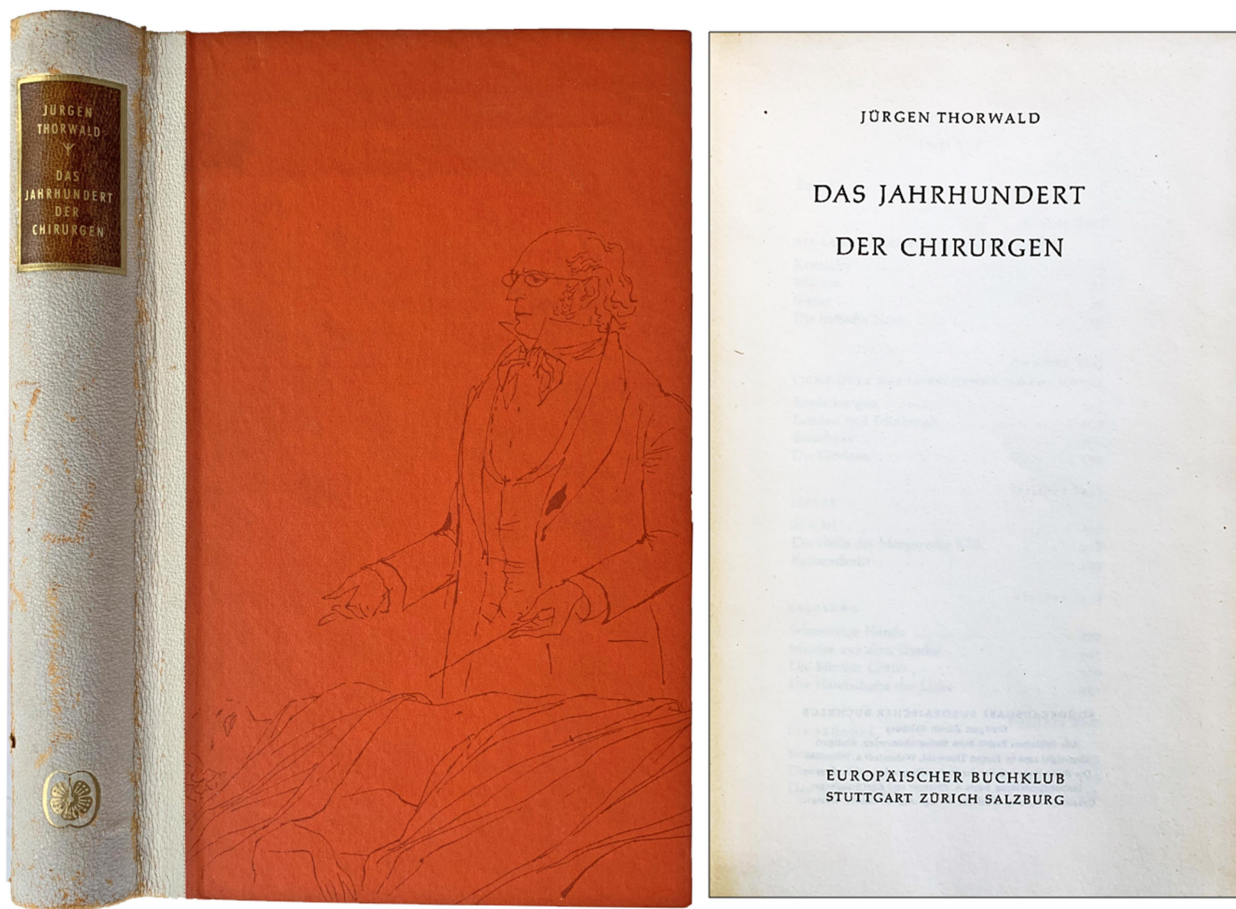 JÜRGEN
THORWALD
DAS
JAHRHUNDERT
DER
CHIRURGEN
JÜRGEN THORWALD
DAS JAHRHUNDERT
DER CHIRURGEN
EUROPÄISCHER BUCHKLUB
STUTTGART ZÜRICH SALZBURG